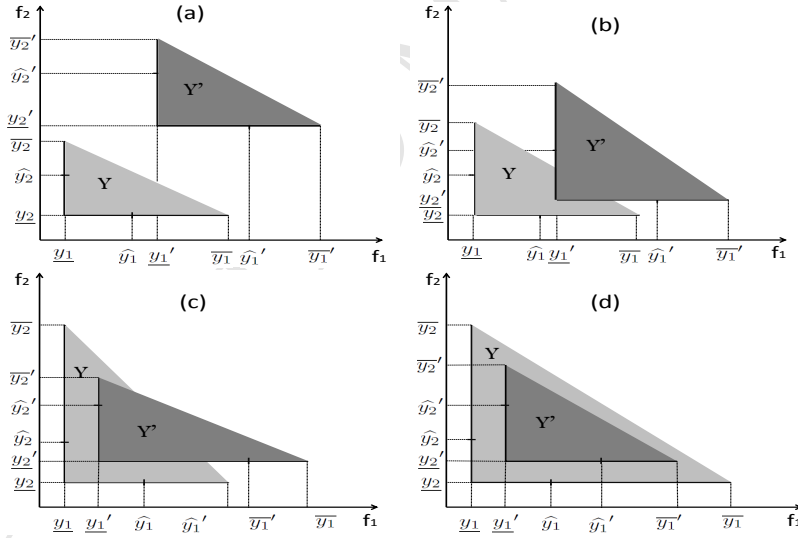 f₂
(a)
y̅₂′
ŷ₂′
Y'
y̲₂′
y̅₂
ŷ₂
Y
y̲₂
y̲₁ ŷ₁ y̲₁′ y̅₁ ŷ₁′ y̅₁′ f₁
f₂
(b)
y̅₂′
y̅₂
ŷ₂′
Y Y'
ŷ₂
y̲₂′
y̲₂
y̲₁ ŷ₁ y̲₁′ y̅₁ ŷ₁′ y̅₁′ f₁
f₂
(c)
y̅₂
y̅₂′
Y
ŷ₂′
Y'
ŷ₂
y̲₂′
y̲₂
y̲₁ y̲₁′ ŷ₁ ŷ₁′ y̅₁′ y̅₁ f₁
f₂
(d)
y̅₂
Y
y̅₂′
ŷ₂′
Y'
ŷ₂
y̲₂′
y̲₂
y̲₁ y̲₁′ ŷ₁ ŷ₁′ y̅₁′ y̅₁ f₁